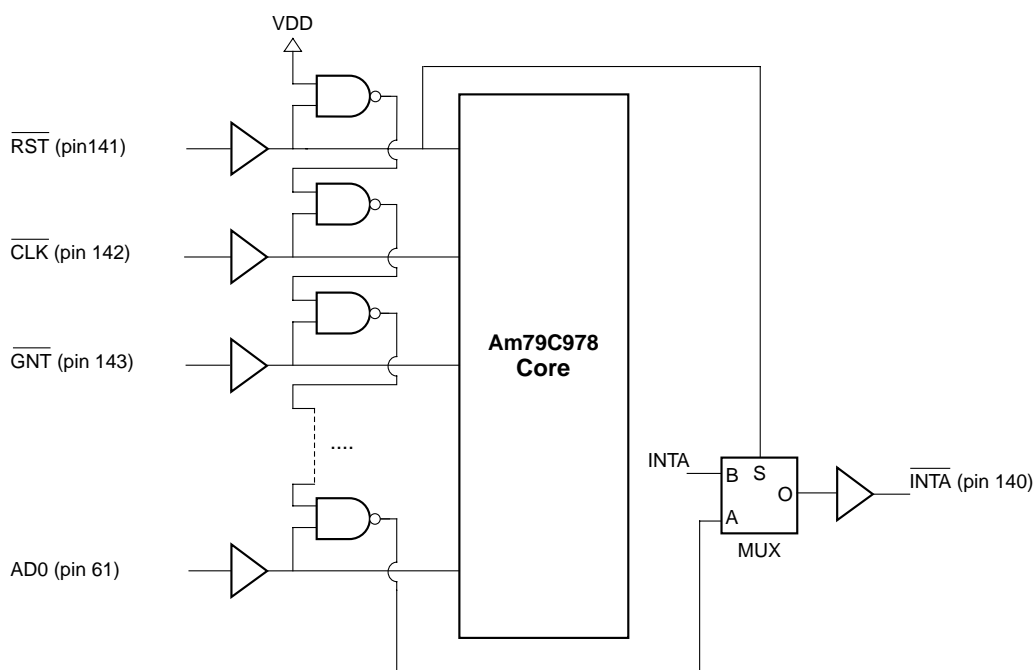 VDD
RST (pin141)
CLK (pin 142)
GNT (pin 143)
Am79C978
Core
....
INTA
B
S
O
A
MUX
INTA (pin 140)
AD0 (pin 61)